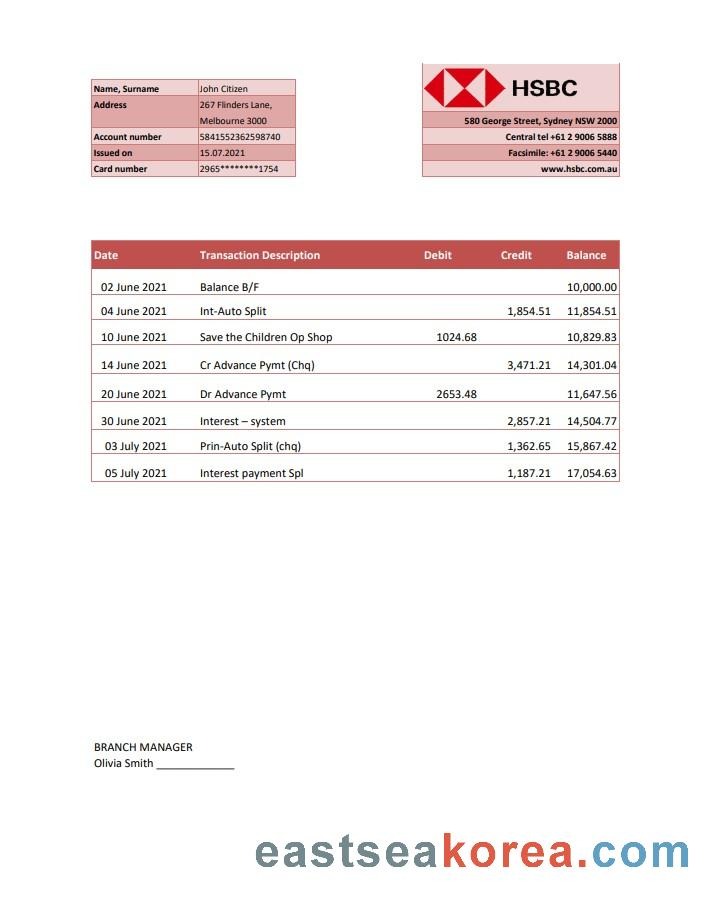 HSBC
Name, Surname John Citizen
Address 267 Flinders Lane,
Melbourne 3000
Account number 5841552362598740
Issued on 15.07.2021
Card number 2965********1754
580 George Street, Sydney NSW 2000
Central tel +61 2 9006 5888
Facsimile: +61 2 9006 5440
www.hsbc.com.au
Date Transaction Description Debit Credit Balance
02 June 2021 Balance B/F 10,000.00
04 June 2021 Int-Auto Split 1,854.51 11,854.51
10 June 2021 Save the Children Op Shop 1024.68 10,829.83
14 June 2021 Cr Advance Pymt (Chq) 3,471.21 14,301.04
20 June 2021 Dr Advance Pymt 2653.48 11,647.56
30 June 2021 Interest – system 2,857.21 14,504.77
03 July 2021 Prin-Auto Split (chq) 1,362.65 15,867.42
05 July 2021 Interest payment Spl 1,187.21 17,054.63
BRANCH MANAGER
Olivia Smith _____________
eastseakorea.com